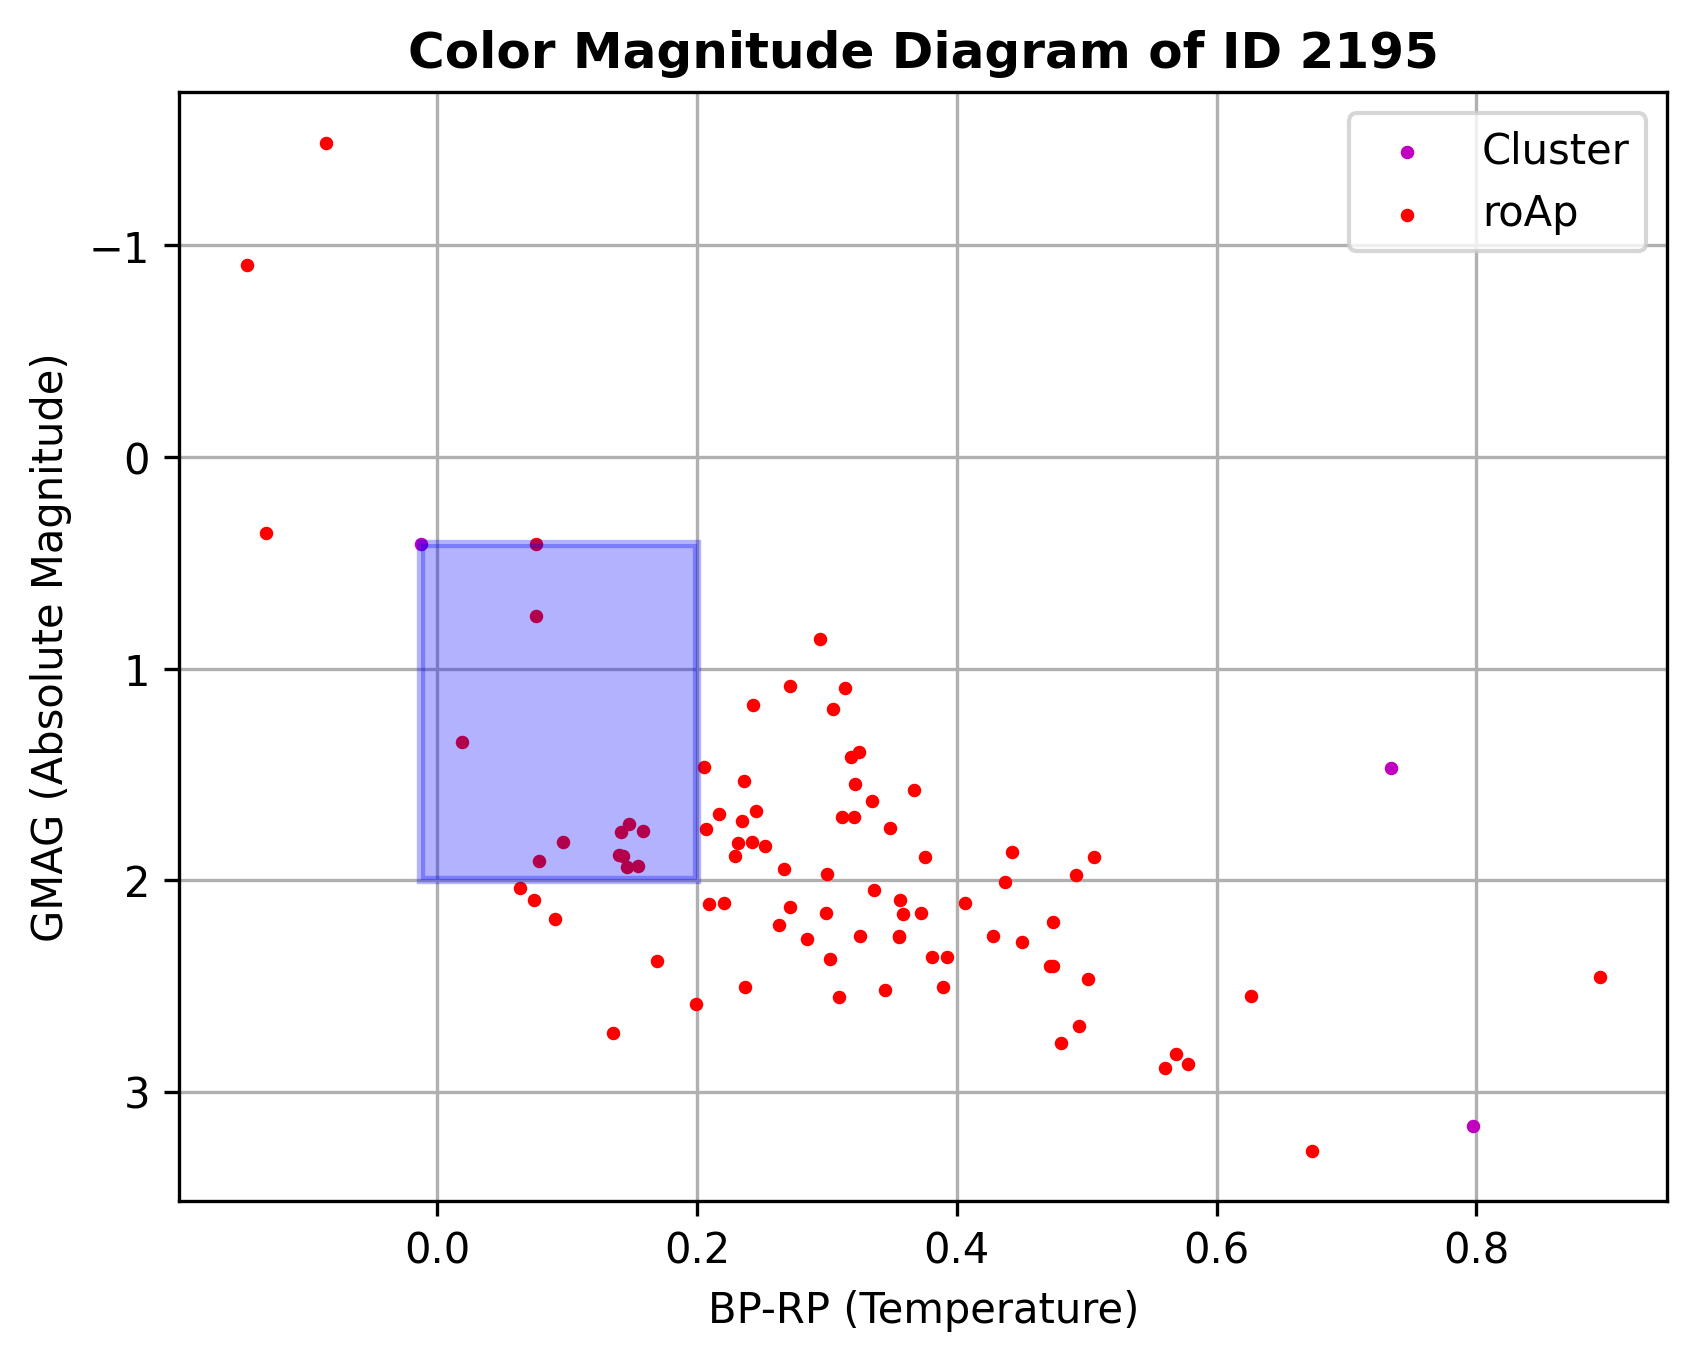 Color Magnitude Diagram of ID 2195
Cluster
roAp
GMAG (Absolute Magnitude)
−1
0
1
2
3
0.0 0.2 0.4 0.6 0.8
BP-RP (Temperature)